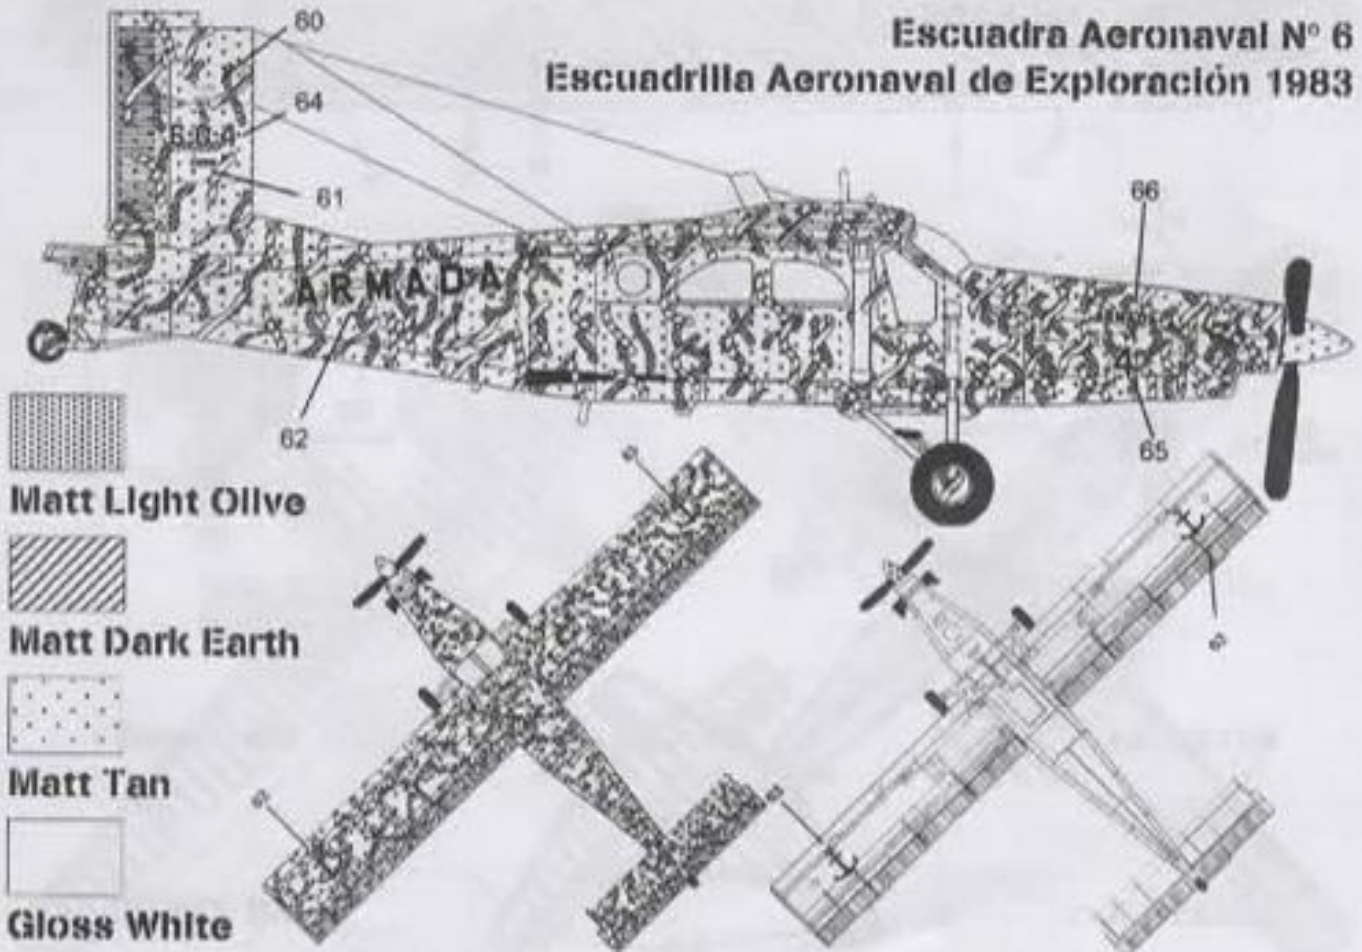 Escuadra Aeronaval Nº 6
Escuadrilla Aeronaval de Exploración 1983
60
64
61
66
ARMADA
62
65
Matt Light Olive
Matt Dark Earth
Matt Tan
Gloss White